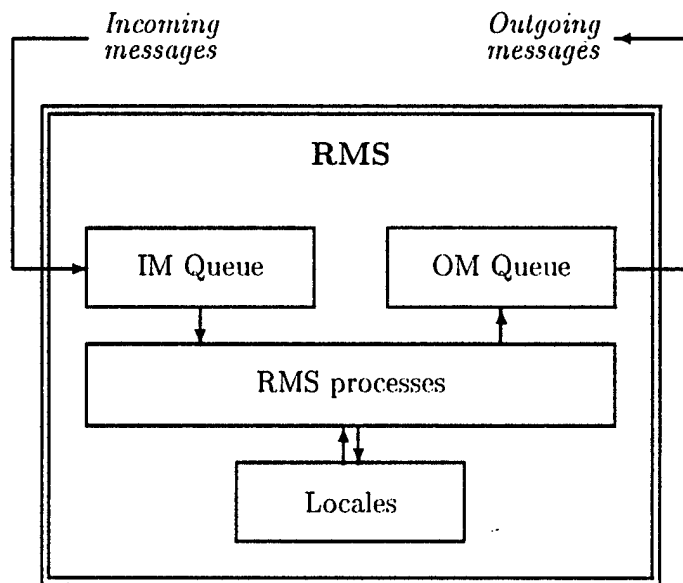 Incoming
messages
Outgoing
messages
RMS
IM Queue
OM Queue
RMS processes
Locales